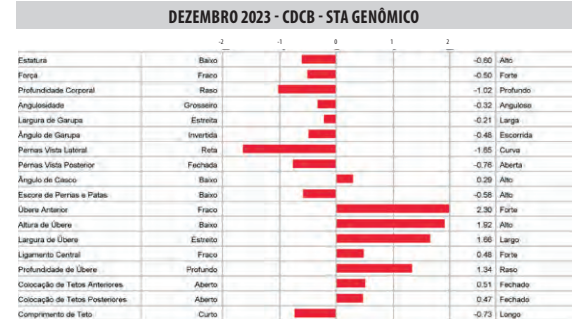 DEZEMBRO 2023 - CDCB - STA GENÔMICO
-2 -1 0 1 2
Estatura Baixo -0.60 Alto
Força Fraco -0.50 Forte
Profundidade Corporal Raso -1.02 Profundo
Angulosidade Grosseiro -0.32 Anguloso
Largura de Garupa Estreita -0.21 Larga
Ângulo de Garupa Invertida -0.48 Escorrida
Pernas Vista Lateral Reta -1.65 Curva
Pernas Vista Posterior Fechada -0.76 Aberta
Ângulo de Casco Baixo 0.29 Alto
Escore de Pernas e Patas Baixo -0.58 Alto
Úbere Anterior Fraco 2.30 Forte
Altura de Úbere Baixo 1.92 Alto
Largura de Úbere Estreito 1.66 Largo
Ligamento Central Fraco 0.48 Forte
Profundidade de Úbere Profundo 1.34 Raso
Colocação de Tetos Anteriores Aberto 0.51 Fechado
Colocação de Tetos Posteriores Aberto 0.47 Fechado
Comprimento de Teto Curto -0.73 Longo